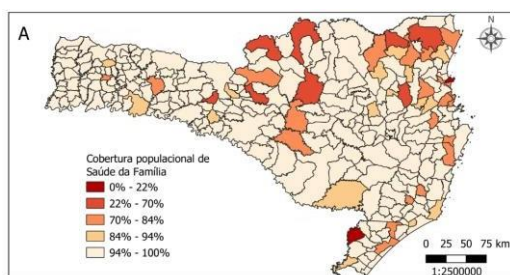 A
N
Cobertura populacional de
Saúde da Família
0% - 22%
22% - 70%
70% - 84%
84% - 94%
94% - 100%
0 25 50 75 km
1:2500000